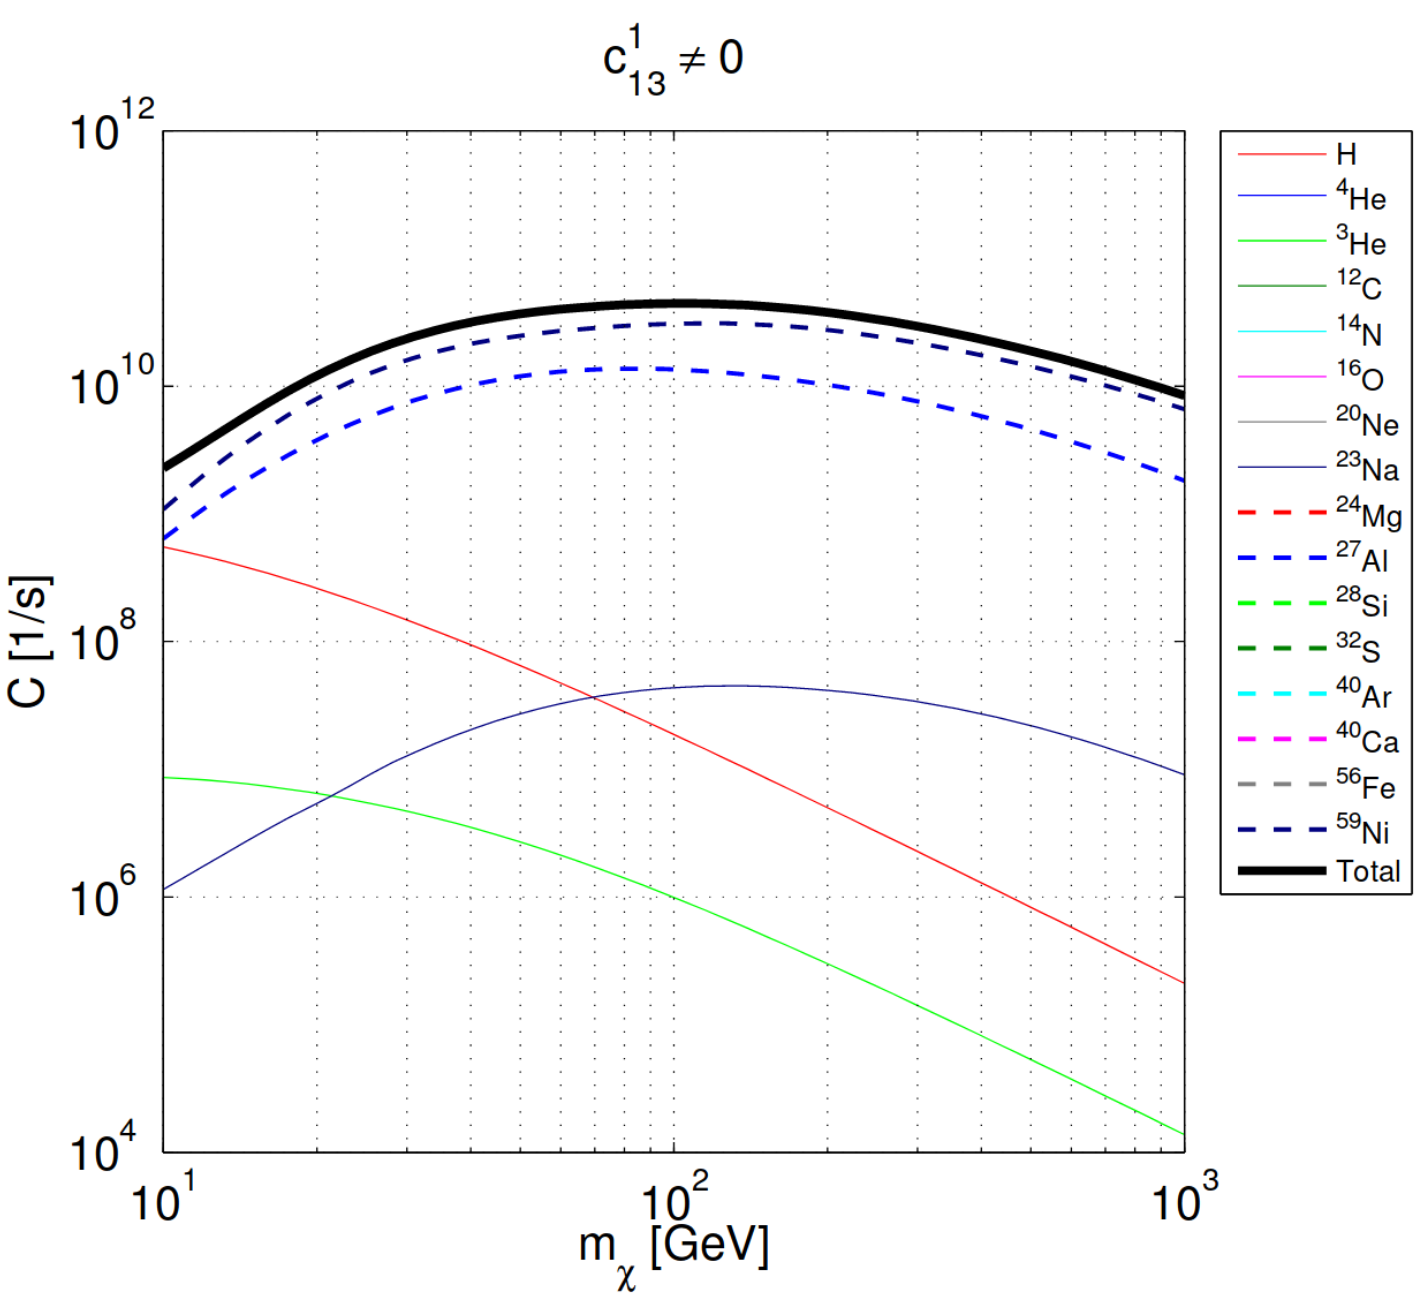 c¹₁₃ ≠ 0
10¹²
10¹⁰
10⁸
10⁶
10⁴
C [1/s]
10¹ 10² 10³
m_χ [GeV]
H
⁴He
³He
¹²C
¹⁴N
¹⁶O
²⁰Ne
²³Na
²⁴Mg
²⁷Al
²⁸Si
³²S
⁴⁰Ar
⁴⁰Ca
⁵⁶Fe
⁵⁹Ni
Total